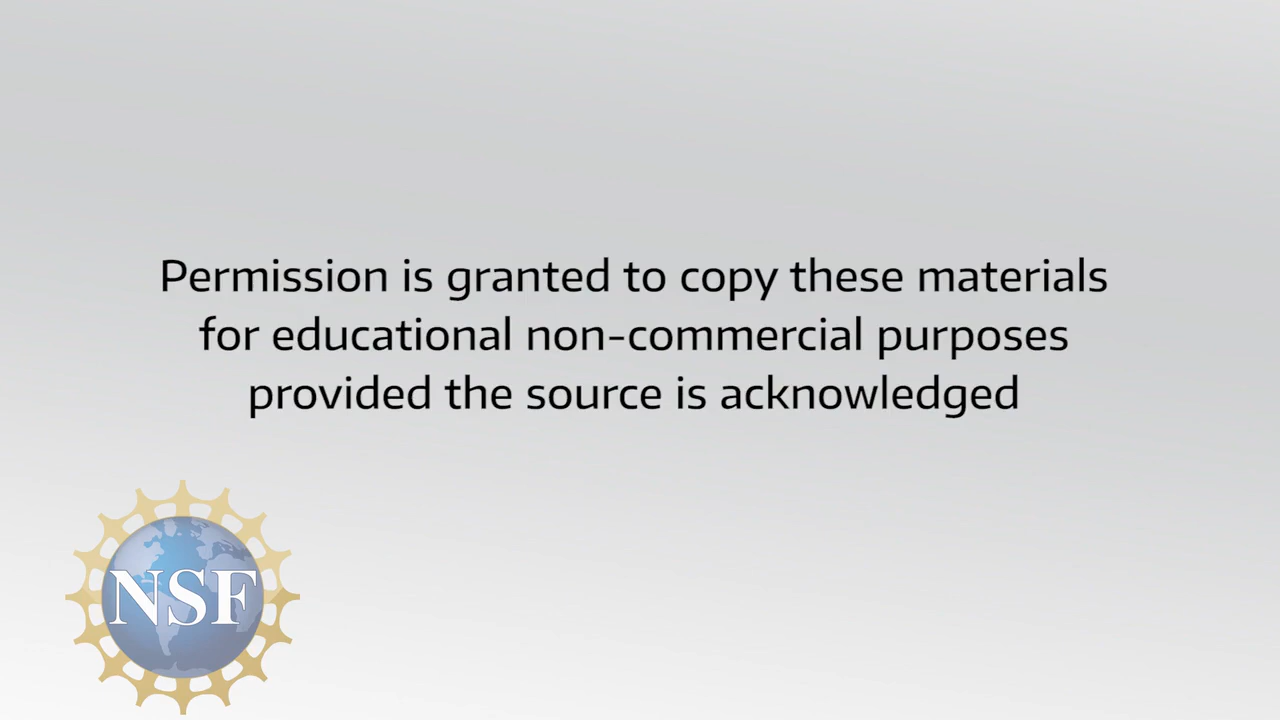 Permission is granted to copy these materials
for educational non-commercial purposes
provided the source is acknowledged
NSF